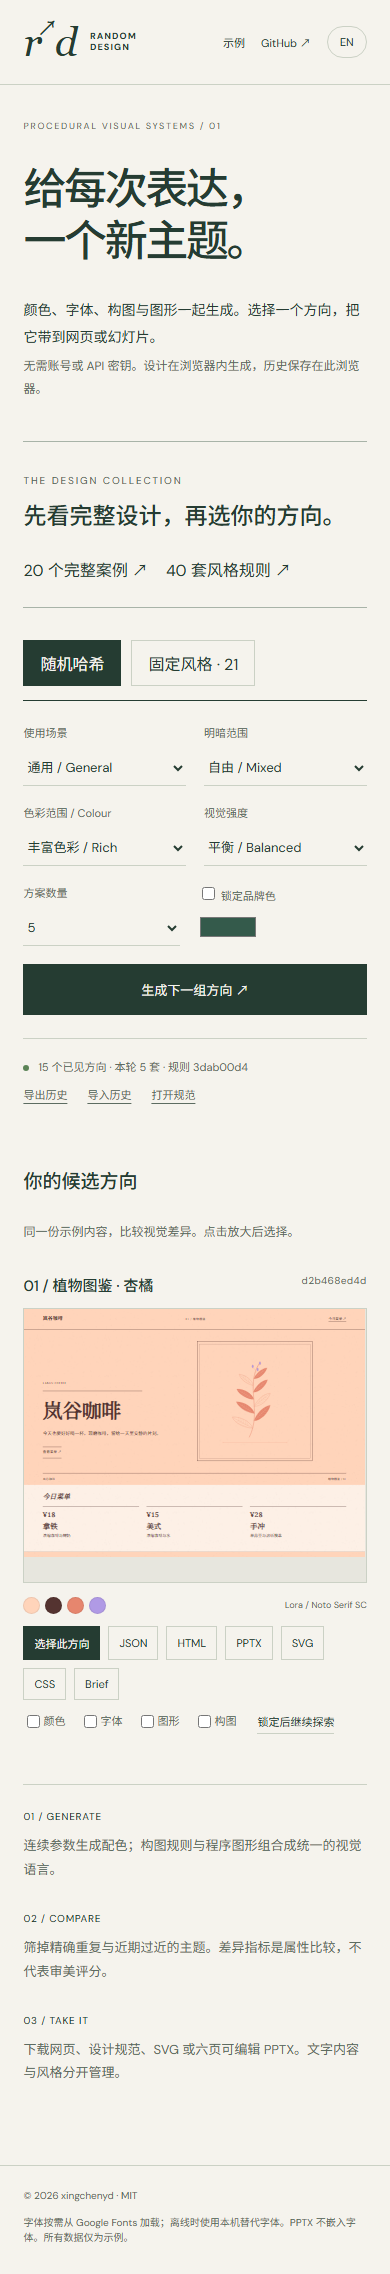 r d RANDOM
DESIGN
示例 GitHub ↗ EN
PROCEDURAL VISUAL SYSTEMS / 01
给每次表达，
一个新主题。
颜色、字体、构图与图形一起生成。选择一个方向，把
它带到网页或幻灯片。
无需账号或 API 密钥。设计在浏览器内生成，历史保存在此浏览
器。
THE DESIGN COLLECTION
先看完整设计，再选你的方向。
20 个完整案例 ↗ 40 套风格规则 ↗
随机哈希 固定风格 · 21
使用场景 明暗范围
通用 / General 自由 / Mixed
色彩范围 / Colour 视觉强度
丰富色彩 / Rich 平衡 / Balanced
方案数量 锁定品牌色
5
生成下一组方向 ↗
15 个已见方向 · 本轮 5 套 · 规则 3dab00d4
导出历史 导入历史 打开规范
你的候选方向
同一份示例内容，比较视觉差异。点击放大后选择。
01 / 植物图鉴 · 杏橘 d2b468ed4d
岚谷咖啡
岚谷咖啡
今日菜单
¥18 ¥15 ¥28
拿铁 美式 手冲
Lora / Noto Serif SC
选择此方向 JSON HTML PPTX SVG
CSS Brief
颜色 字体 图形 构图 锁定后继续探索
01 / GENERATE
连续参数生成配色；构图规则与程序图形组合成统一的视觉
语言。
02 / COMPARE
筛掉精确重复与近期过近的主题。差异指标是属性比较，不
代表审美评分。
03 / TAKE IT
下载网页、设计规范、SVG 或六页可编辑 PPTX。文字内容
与风格分开管理。
© 2026 xingchenyd · MIT
字体按需从 Google Fonts 加载；离线时使用本机替代字体。PPTX 不嵌入字
体。所有数据仅为示例。